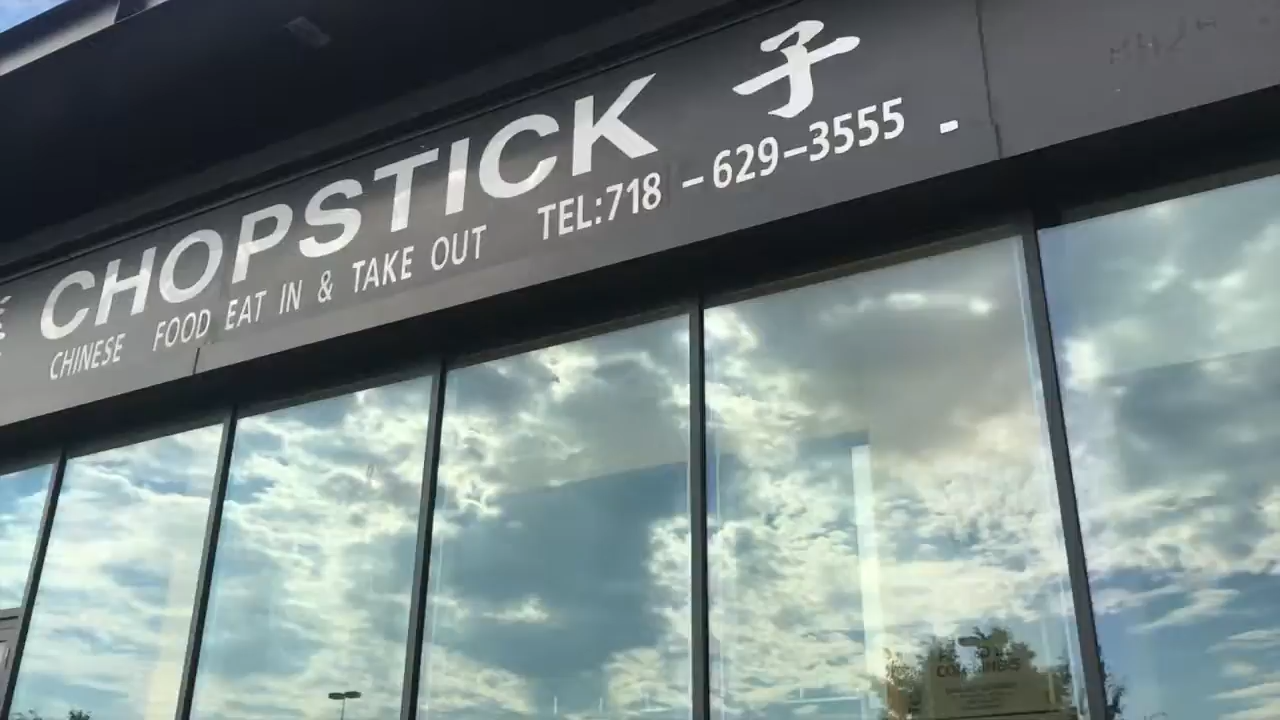 CHOPSTICK 子
CHINESE FOOD EAT IN & TAKE OUT TEL:718-629-3555